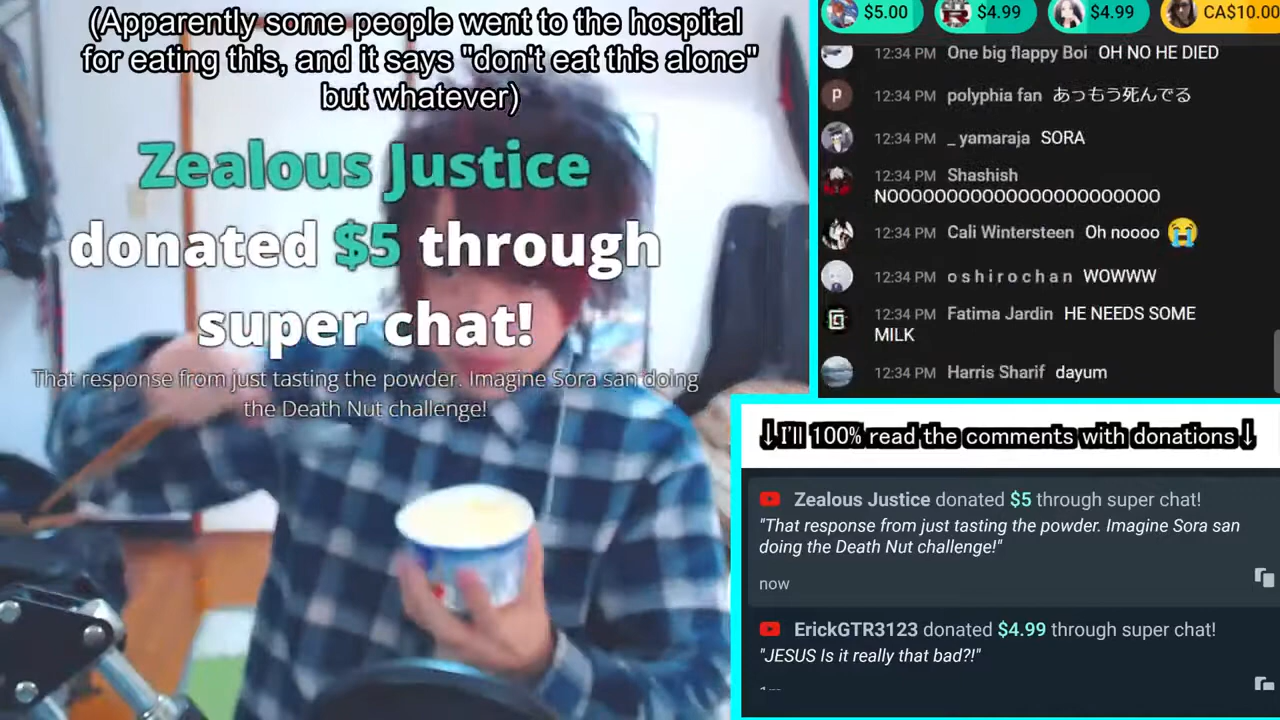 (Apparently some people went to the hospital
for eating this, and it says "don't eat this alone"
but whatever)
Zealous Justice
donated $5 through
super chat!
That response from just tasting the powder. Imagine Sora san doing
the Death Nut challenge!
$5.00 $4.99 $4.99 CA$10.00
12:34 PM One big flappy Boi OH NO HE DIED
P 12:34 PM polyphia fan あっもう死んでる
12:34 PM _ yamaraja SORA
12:34 PM Shashish
NOOOOOOOOOOOOOOOOOOOOOOO
12:34 PM Cali Wintersteen Oh noooo 😭
12:34 PM o s h i r o c h a n WOWWW
12:34 PM Fatima Jardin HE NEEDS SOME
MILK
12:34 PM Harris Sharif dayum
↓I'll 100% read the comments with donations↓
Zealous Justice donated $5 through super chat!
"That response from just tasting the powder. Imagine Sora san
doing the Death Nut challenge!"
now
ErickGTR3123 donated $4.99 through super chat!
"JESUS Is it really that bad?!"